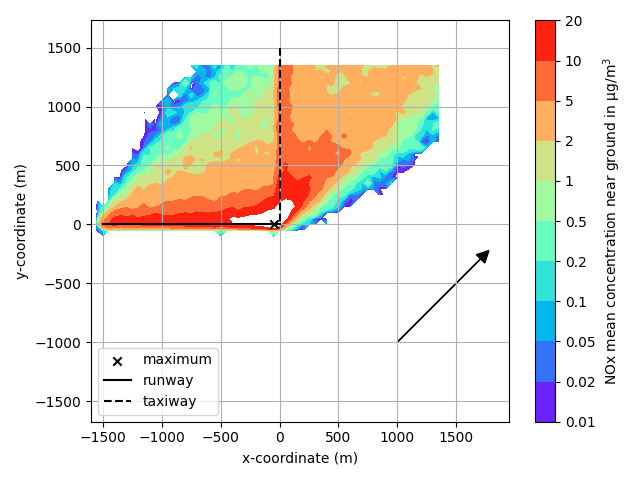 1500
1000
500
0
−500
−1000
−1500
y-coordinate (m)
−1500 −1000 −500 0 500 1000 1500
x-coordinate (m)
maximum
runway
taxiway
20
10
5
2
1
0.5
0.2
0.1
0.05
0.02
0.01
NOx mean concentration near ground in µg/m³